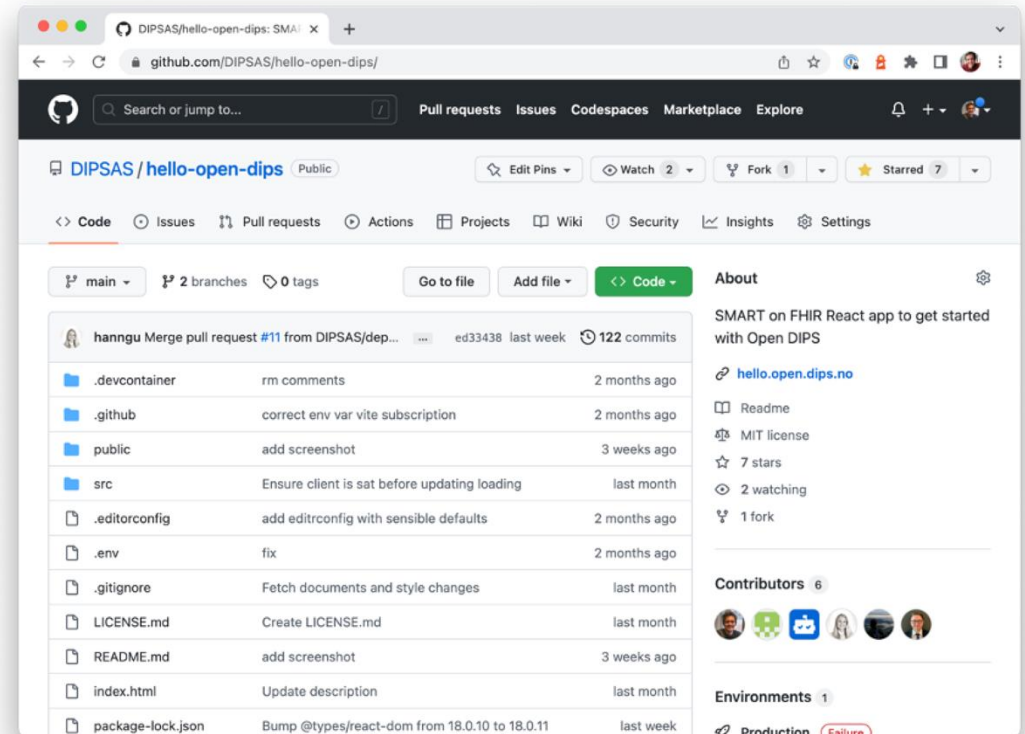 DIPSAS/hello-open-dips: SMA
github.com/DIPSAS/hello-open-dips/
Search or jump to... / Pull requests Issues Codespaces Marketplace Explore
DIPSAS / hello-open-dips Public Edit Pins Watch 2 Fork 1 Starred 7
Code Issues Pull requests Actions Projects Wiki Security Insights Settings
main 2 branches 0 tags Go to file Add file Code
hanngu Merge pull request #11 from DIPSAS/dep... ... ed33438 last week 122 commits
.devcontainer rm comments 2 months ago
.github correct env var vite subscription 2 months ago
public add screenshot 3 weeks ago
src Ensure client is sat before updating loading last month
.editorconfig add editrconfig with sensible defaults 2 months ago
.env fix 2 months ago
.gitignore Fetch documents and style changes last month
LICENSE.md Create LICENSE.md last month
README.md add screenshot 3 weeks ago
index.html Update description last month
package-lock.json Bump @types/react-dom from 18.0.10 to 18.0.11 last week
About
SMART on FHIR React app to get started
with Open DIPS
hello.open.dips.no
Readme
MIT license
7 stars
2 watching
1 fork
Contributors 6
Environments 1
Production Failure